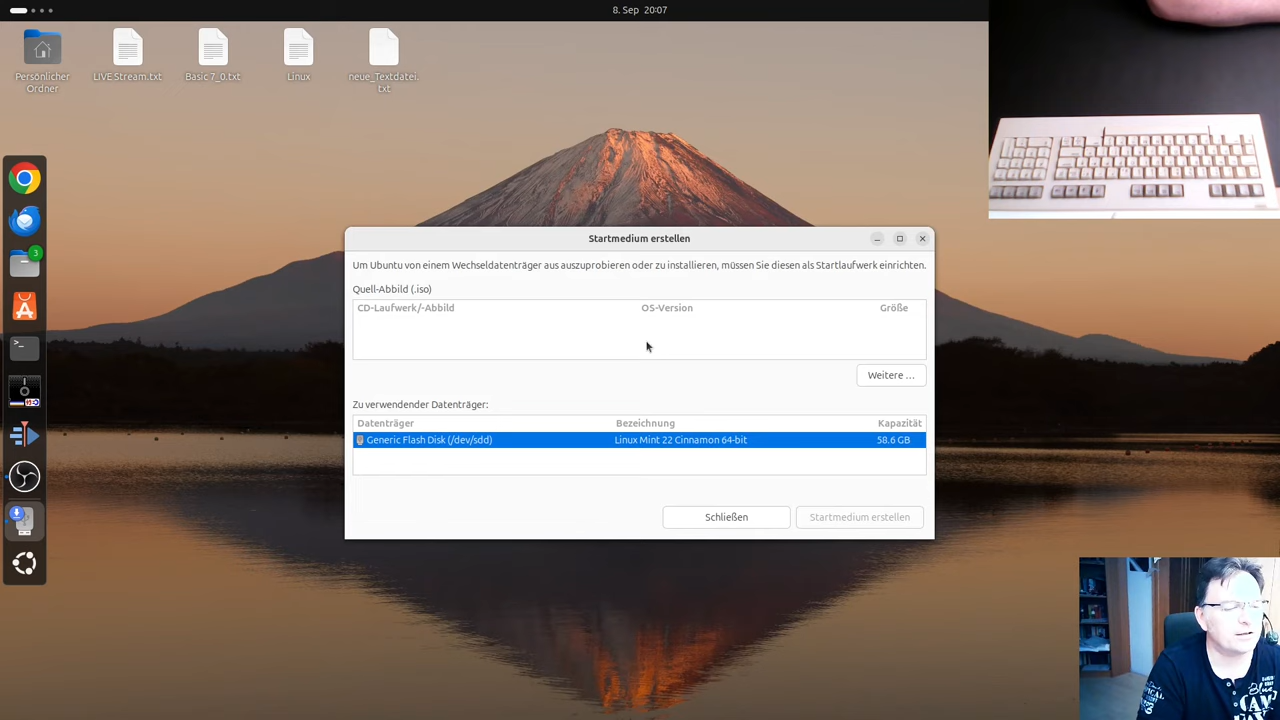 8. Sep 20:07
Persönlicher
Ordner
LIVE Stream.txt
Basic 7_0.txt
Linux
neue_Textdatei.
txt
3
Startmedium erstellen
Um Ubuntu von einem Wechseldatenträger aus auszuprobieren oder zu installieren, müssen Sie diesen als Startlaufwerk einrichten.
Quell-Abbild (.iso)
CD-Laufwerk/-Abbild OS-Version Größe
Weitere …
Zu verwendender Datenträger:
Datenträger Bezeichnung Kapazität
Generic Flash Disk (/dev/sdd) Linux Mint 22 Cinnamon 64-bit 58.6 GB
Schließen Startmedium erstellen